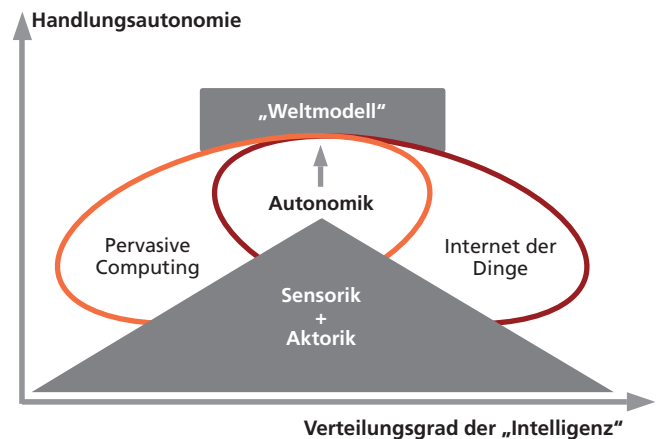 Handlungsautonomie
„Weltmodell“
Autonomik
Pervasive
Computing
Internet der
Dinge
Sensorik
+
Aktorik
Verteilungsgrad der „Intelligenz“